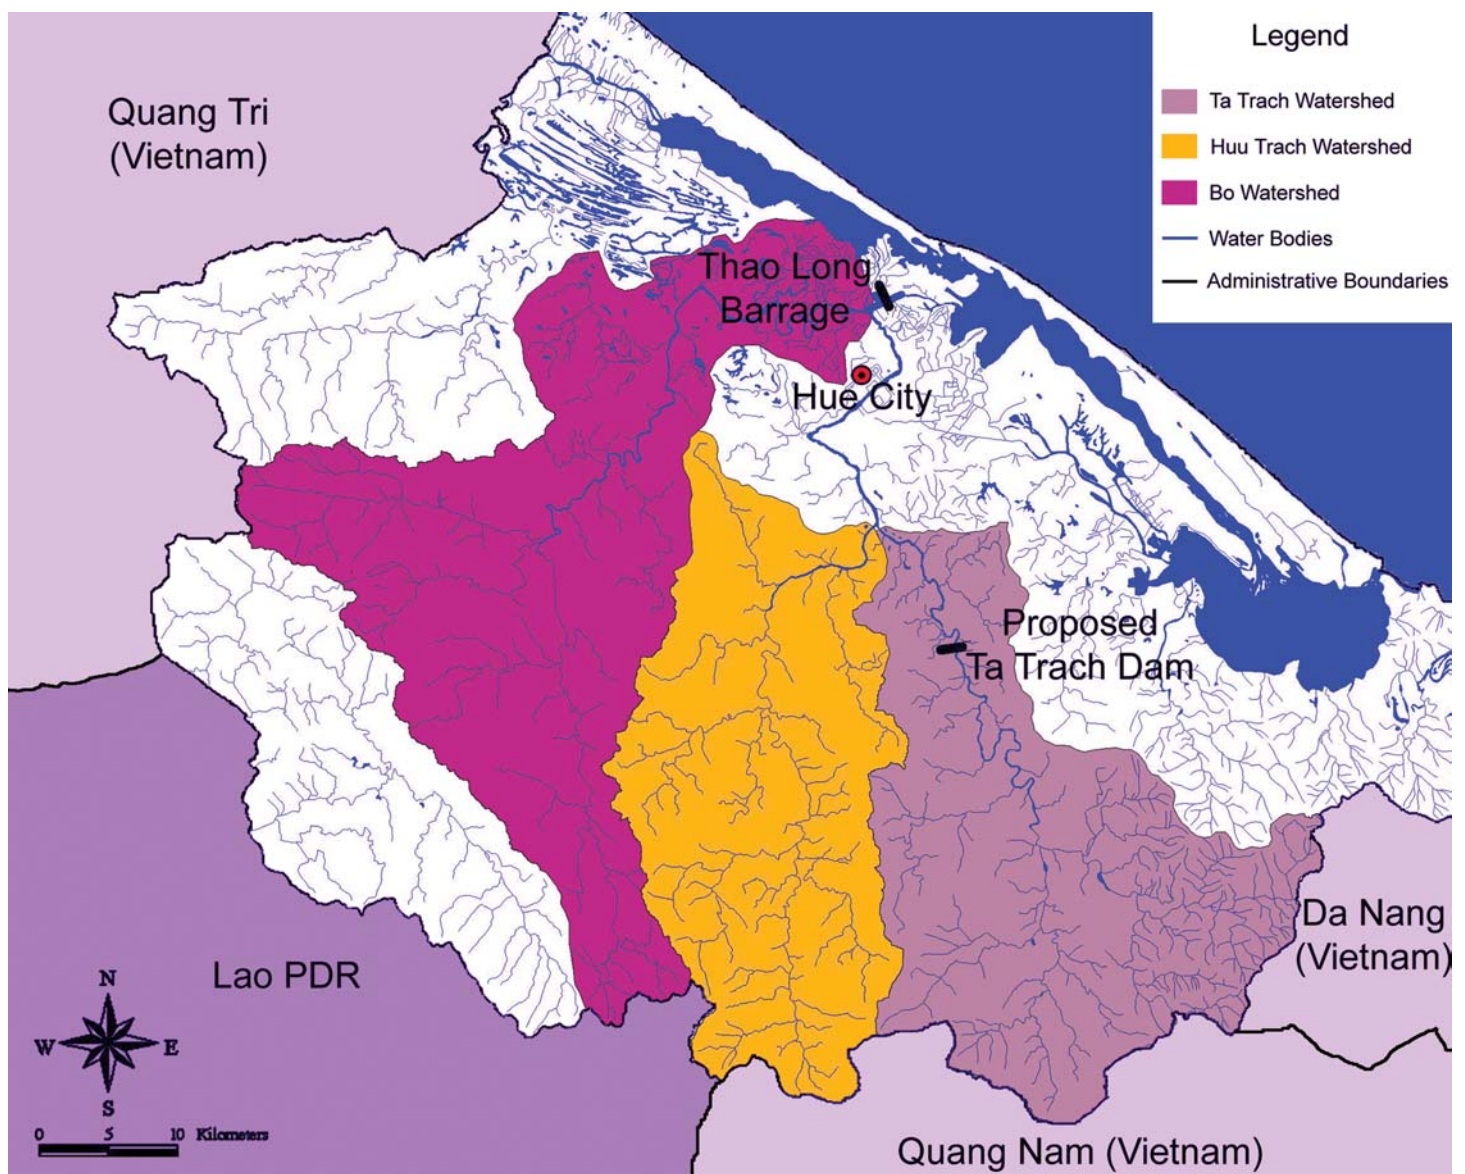 Legend
Ta Trach Watershed
Huu Trach Watershed
Bo Watershed
Water Bodies
Administrative Boundaries
Quang Tri
(Vietnam)
Thao Long
Barrage
Hue City
Proposed
Ta Trach Dam
Da Nang
(Vietnam)
Lao PDR
N
W E
S
0 5 10 Kilometers
Quang Nam (Vietnam)